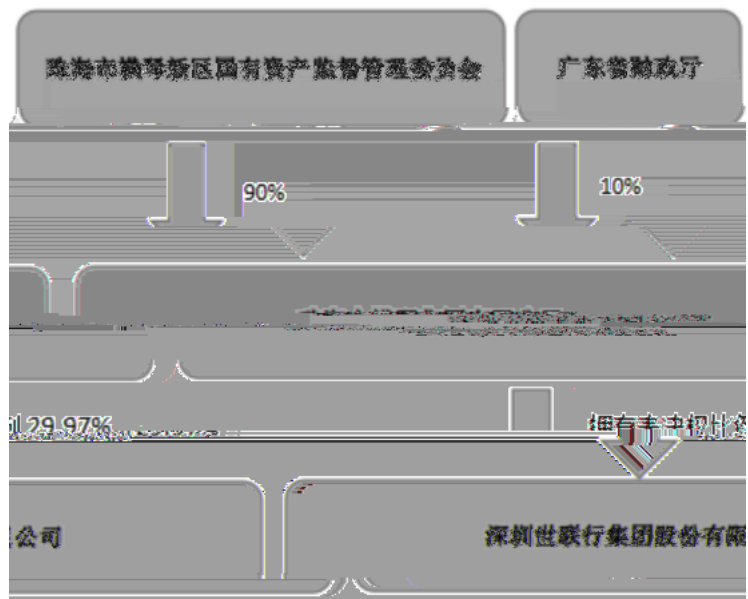 珠海市横琴新区国有资产监督管理委员会
广东省财政厅
90%
10%
29.97%
拥有表决权比
公司
深圳世联行集团股份有限